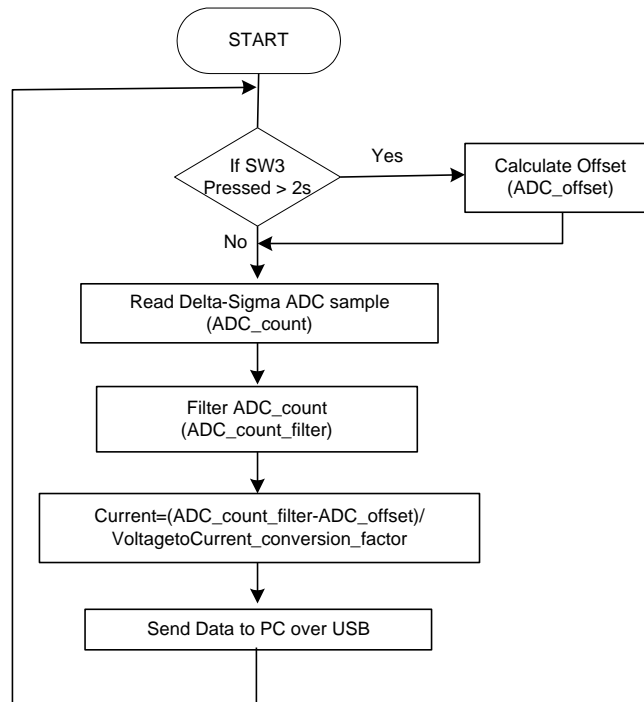 START
If SW3
Pressed > 2s
Yes
Calculate Offset
(ADC_offset)
No
Read Delta-Sigma ADC sample
(ADC_count)
Filter ADC_count
(ADC_count_filter)
Current=(ADC_count_filter-ADC_offset)/
VoltagetoCurrent_conversion_factor
Send Data to PC over USB